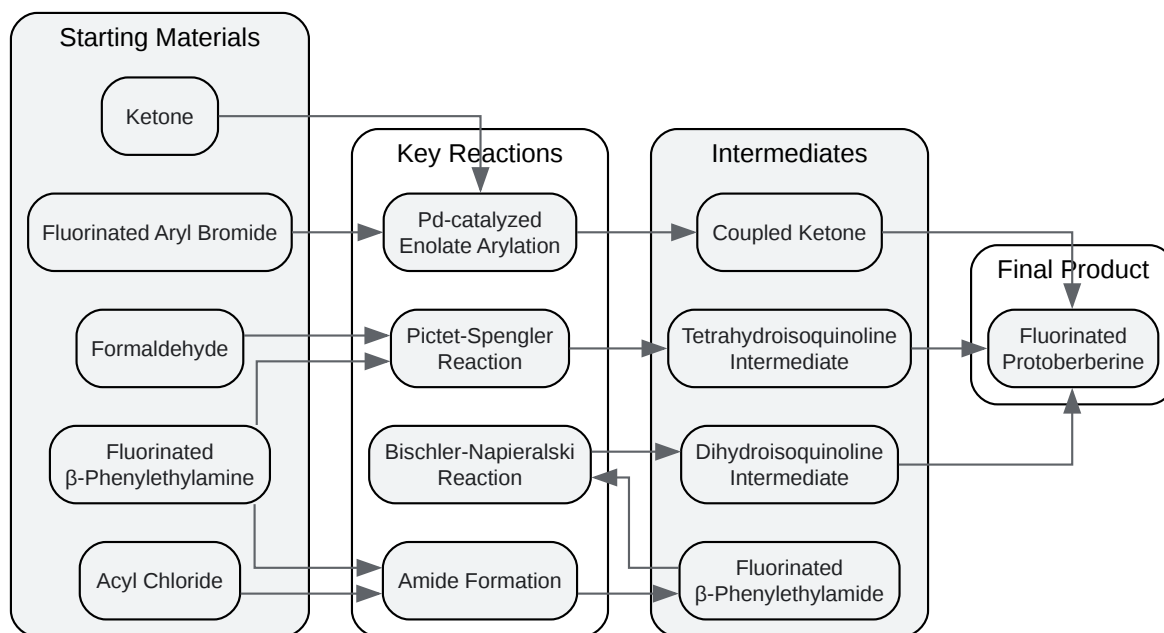 Starting Materials
Ketone
Fluorinated Aryl Bromide
Formaldehyde
Fluorinated
β-Phenylethylamine
Acyl Chloride
Key Reactions
Pd-catalyzed
Enolate Arylation
Pictet-Spengler
Reaction
Bischler-Napieralski
Reaction
Amide Formation
Intermediates
Coupled Ketone
Tetrahydroisoquinoline
Intermediate
Dihydroisoquinoline
Intermediate
Fluorinated
β-Phenylethylamide
Final Product
Fluorinated
Protoberberine